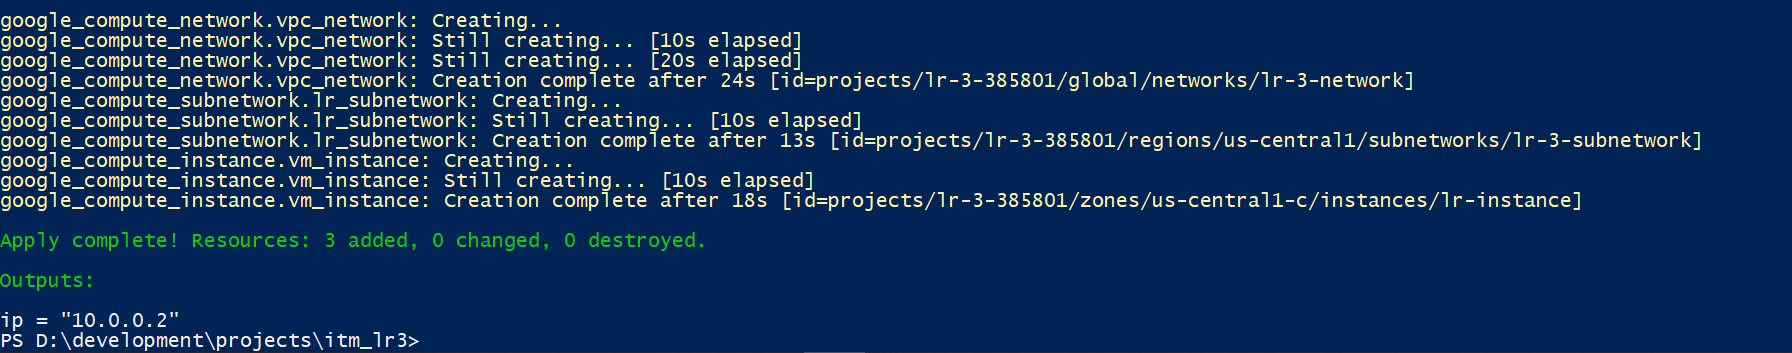 google_compute_network.vpc_network: Creating...
google_compute_network.vpc_network: Still creating... [10s elapsed]
google_compute_network.vpc_network: Still creating... [20s elapsed]
google_compute_network.vpc_network: Creation complete after 24s [id=projects/lr-3-385801/global/networks/lr-3-network]
google_compute_subnetwork.lr_subnetwork: Creating...
google_compute_subnetwork.lr_subnetwork: Still creating... [10s elapsed]
google_compute_subnetwork.lr_subnetwork: Creation complete after 13s [id=projects/lr-3-385801/regions/us-central1/subnetworks/lr-3-subnetwork]
google_compute_instance.vm_instance: Creating...
google_compute_instance.vm_instance: Still creating... [10s elapsed]
google_compute_instance.vm_instance: Creation complete after 18s [id=projects/lr-3-385801/zones/us-central1-c/instances/lr-instance]
Apply complete! Resources: 3 added, 0 changed, 0 destroyed.
Outputs:
ip = "10.0.0.2"
PS D:\development\projects\itm_lr3>